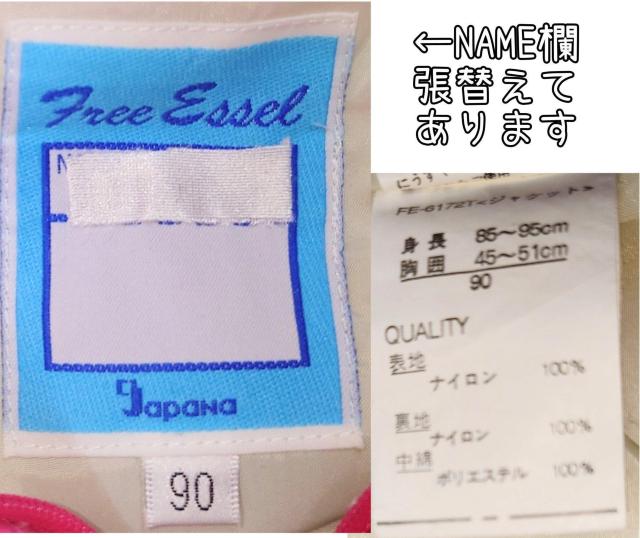 ←NAME欄
張替えて
あります
Free Essel
N
Japana
90
FE-6172T<ジャケット>
身長 85～95cm
胸囲 45～51cm
90
QUALITY
表地
ナイロン 100%
裏地
ナイロン 100%
中綿
ポリエステル 100%